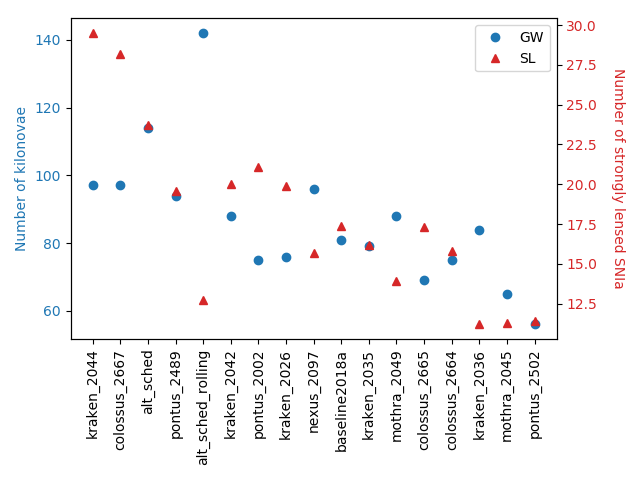 GW
SL
Number of kilonovae
140
120
100
80
60
30.0
27.5
25.0
22.5
20.0
17.5
15.0
12.5
Number of strongly lensed SNIa
kraken_2044
colossus_2667
alt_sched
pontus_2489
alt_sched_rolling
kraken_2042
pontus_2002
kraken_2026
nexus_2097
baseline2018a
kraken_2035
mothra_2049
colossus_2665
colossus_2664
kraken_2036
mothra_2045
pontus_2502